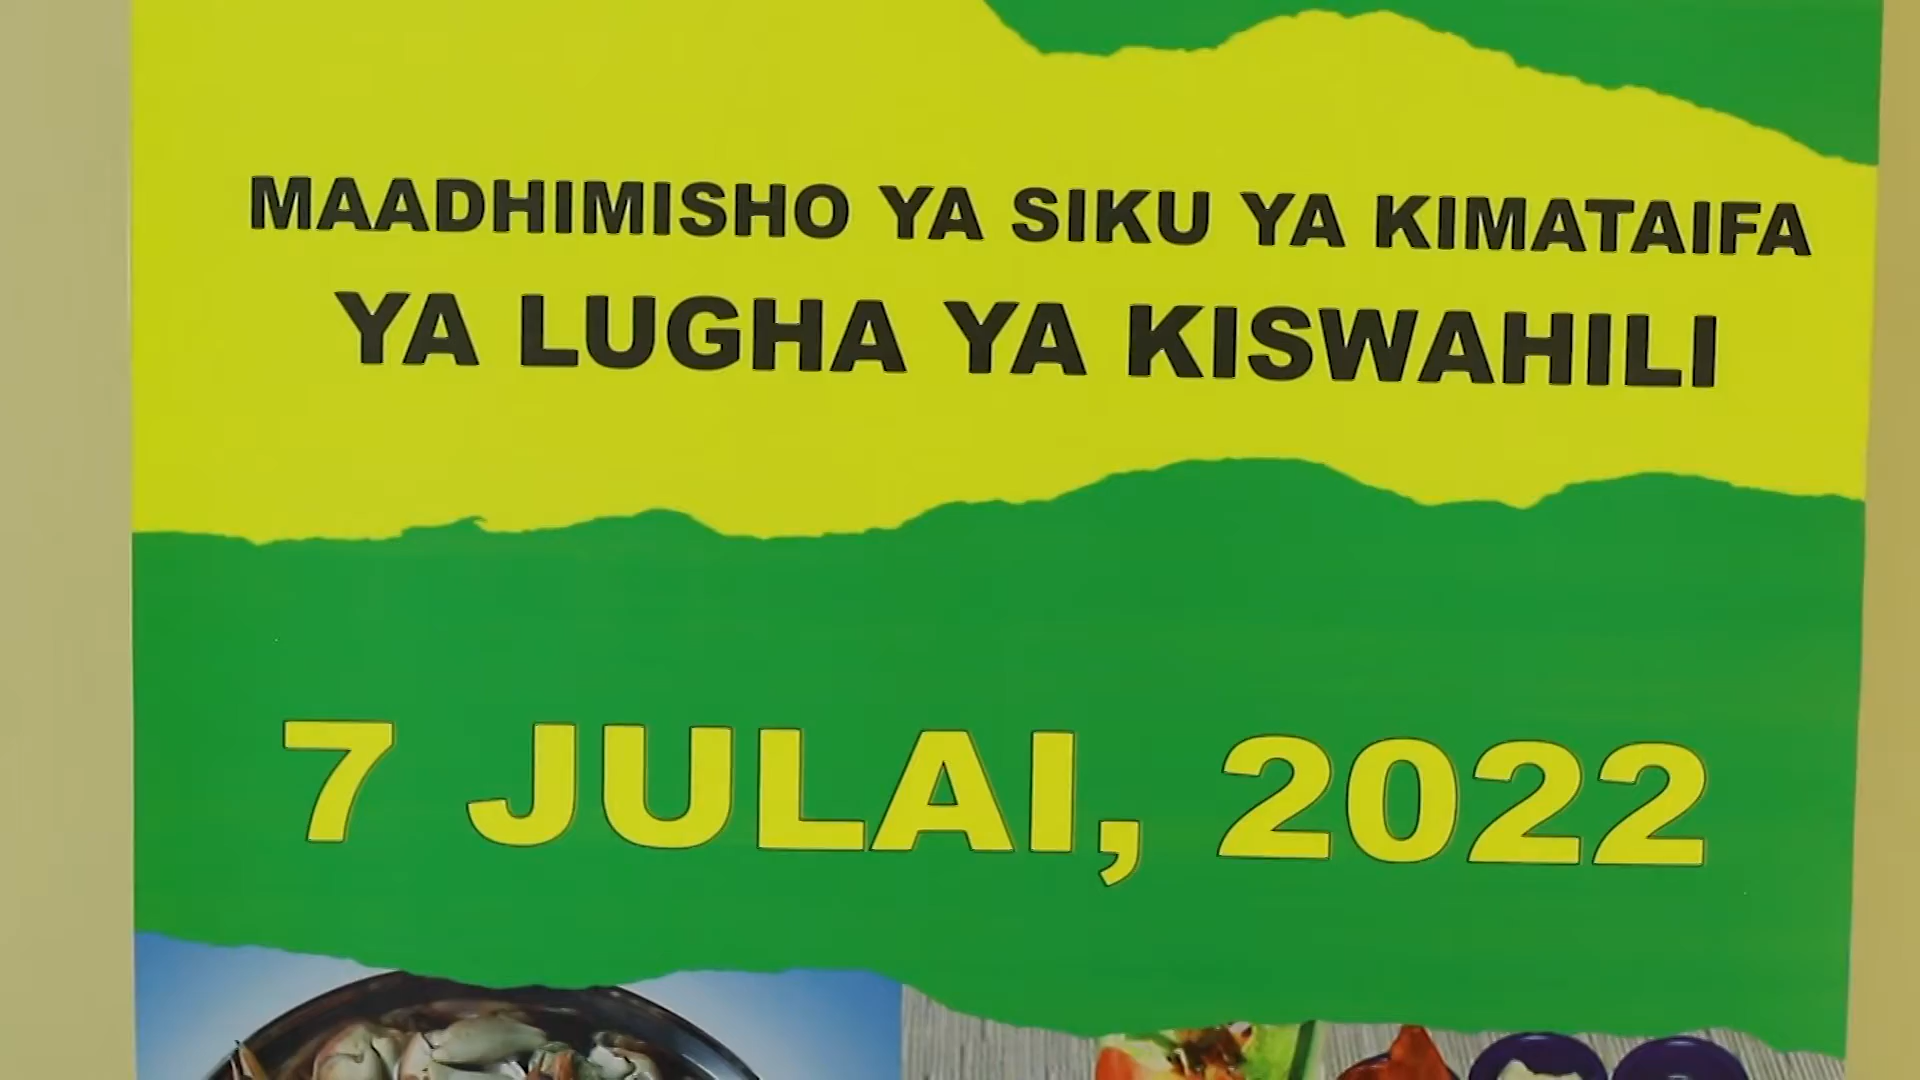 MAADHIMISHO YA SIKU YA KIMATAIFA
YA LUGHA YA KISWAHILI
7 JULAI, 2022